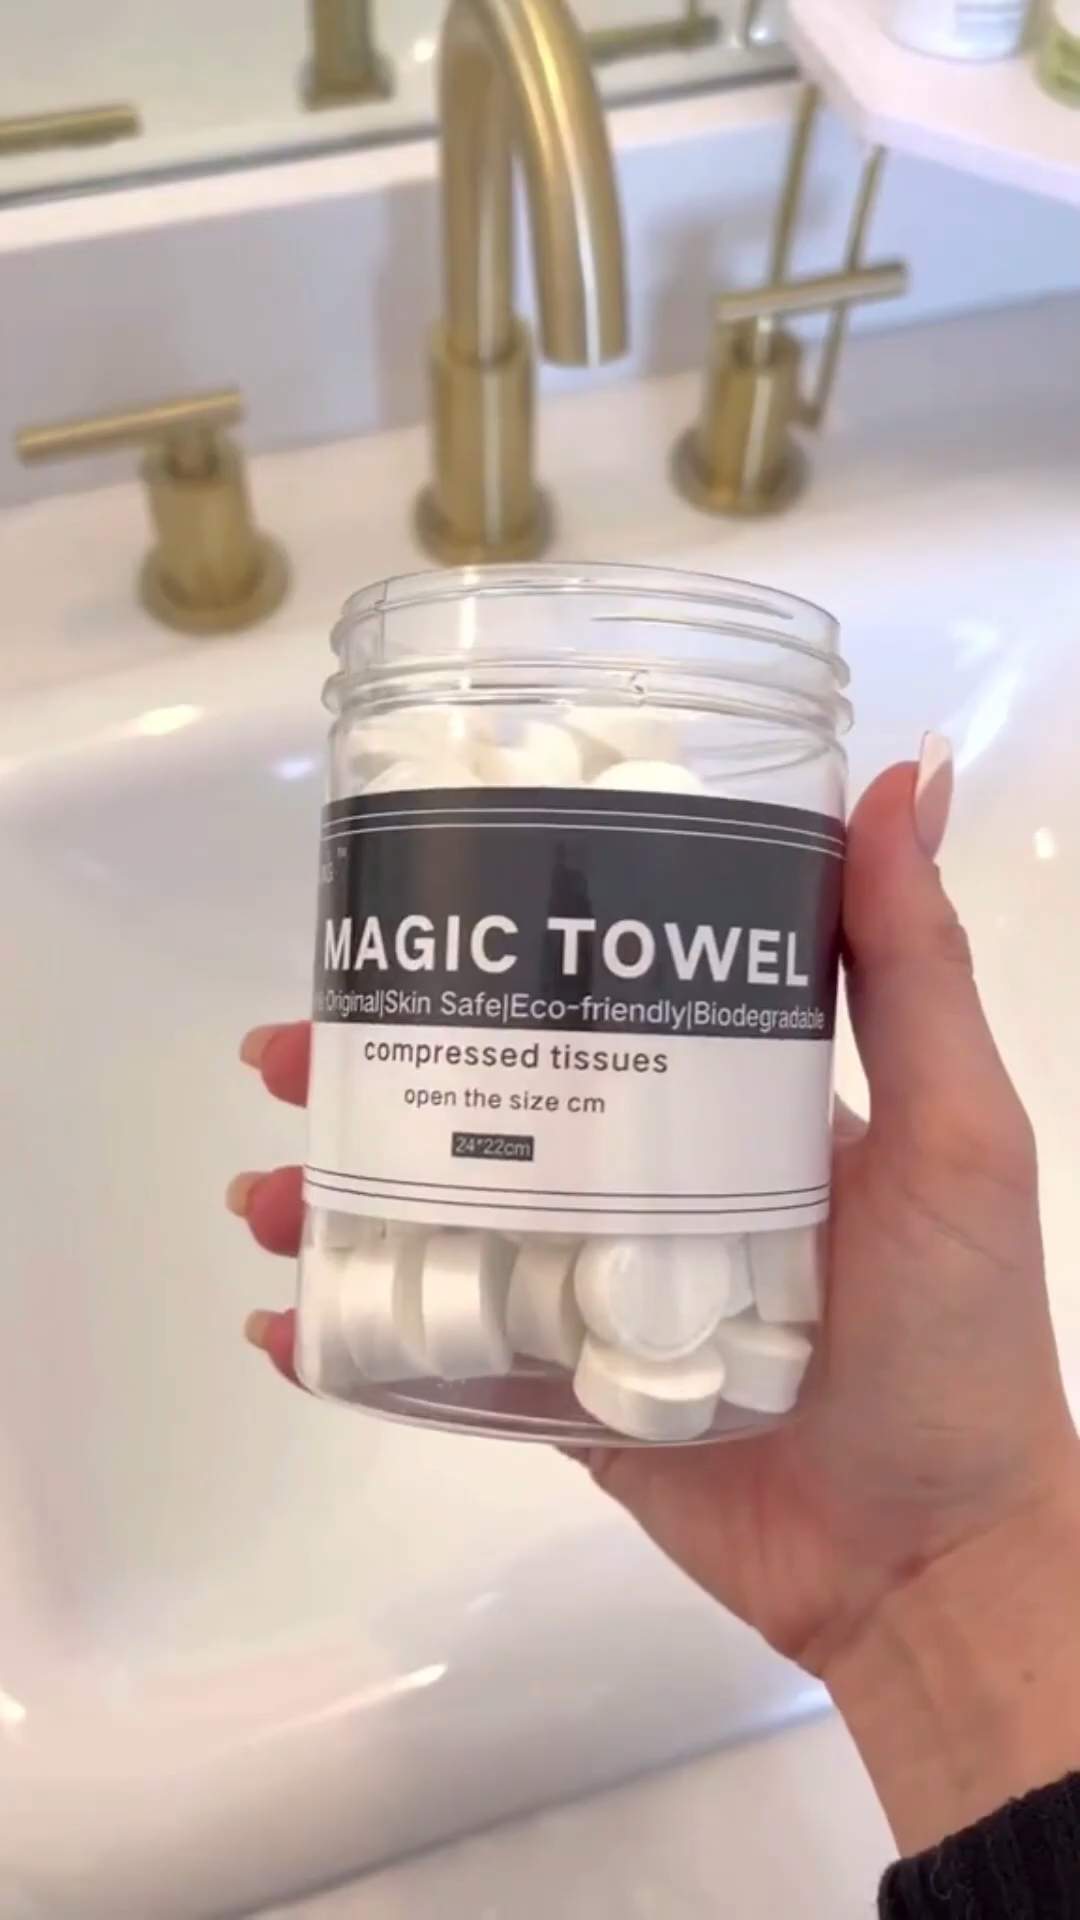 MAGIC TOWEL
Original|Skin Safe|Eco-friendly|Biodegradable
compressed tissues
open the size cm
24*22cm